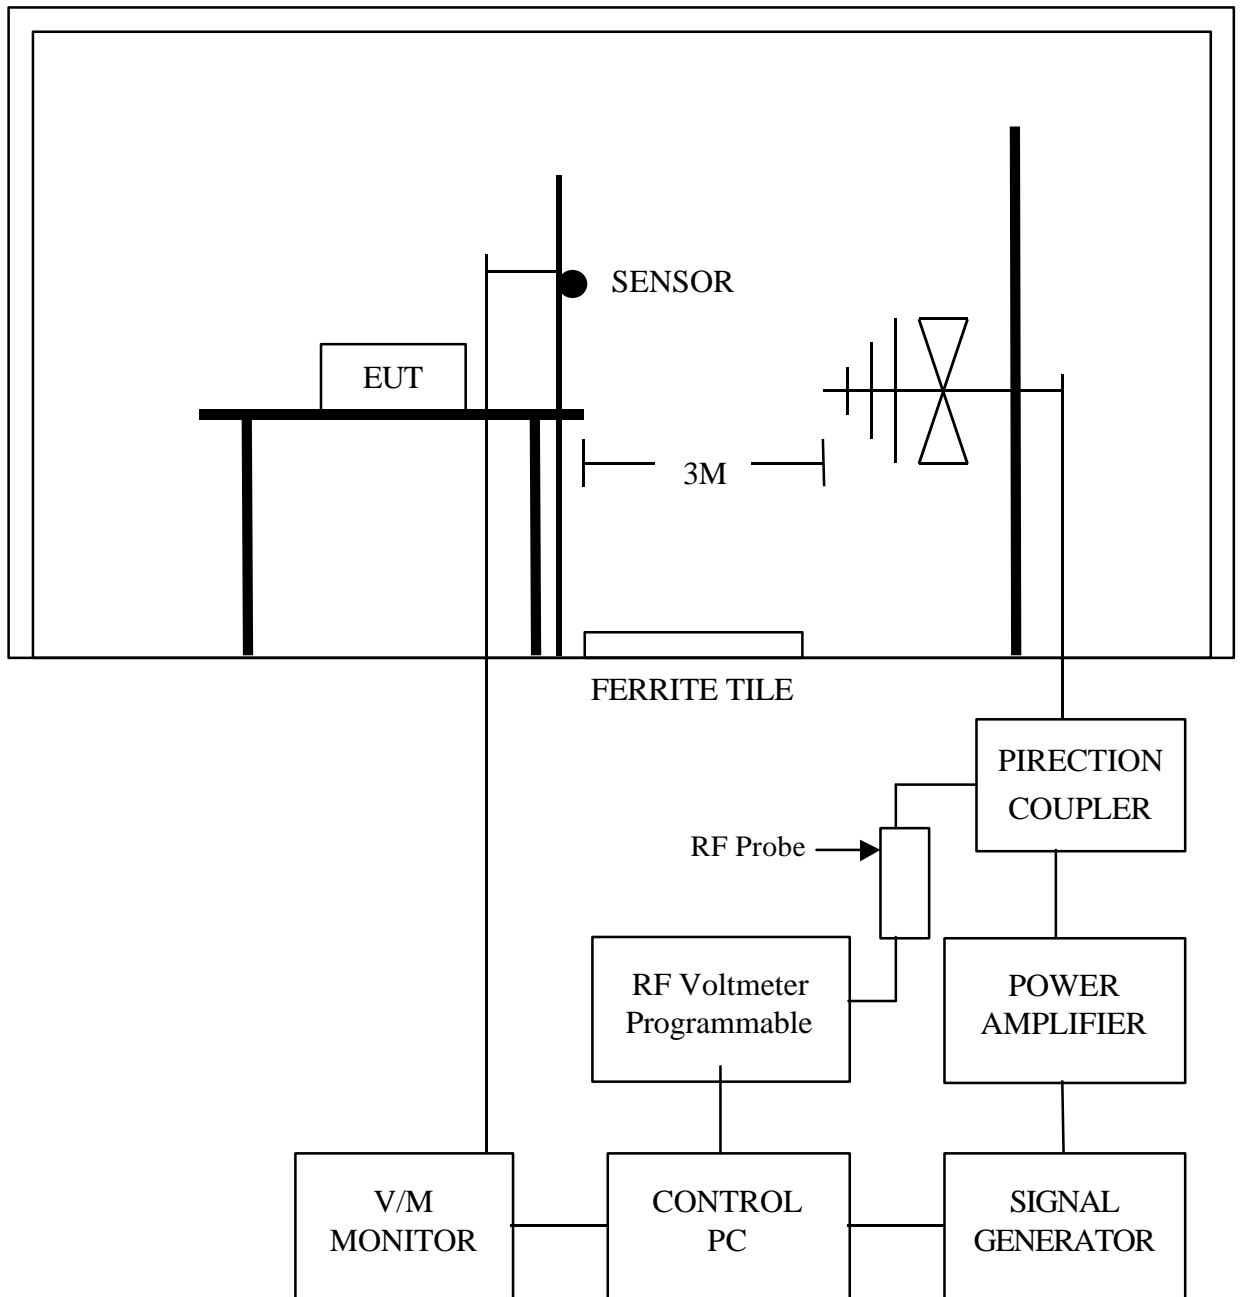 SENSOR
EUT
3M
FERRITE TILE
PIRECTION
COUPLER
RF Probe
RF Voltmeter
Programmable
POWER
AMPLIFIER
V/M
MONITOR
CONTROL
PC
SIGNAL
GENERATOR